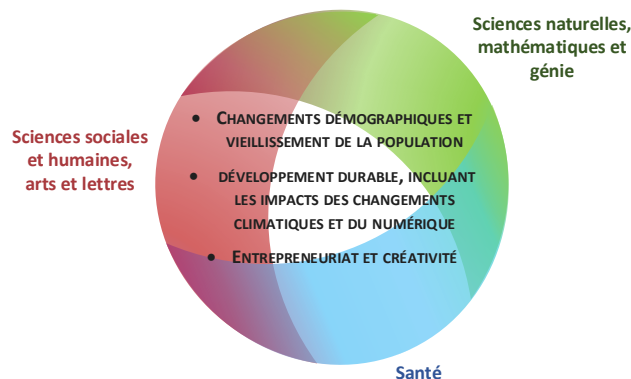 Sciences naturelles,
mathématiques et
génie
Sciences sociales
et humaines,
arts et lettres
• CHANGEMENTS DÉMOGRAPHIQUES ET
VIEILLISSEMENT DE LA POPULATION
• DÉVELOPPEMENT DURABLE, INCLUANT
LES IMPACTS DES CHANGEMENTS
CLIMATIQUES ET DU NUMÉRIQUE
• ENTREPRENEURIAT ET CRÉATIVITÉ
Santé